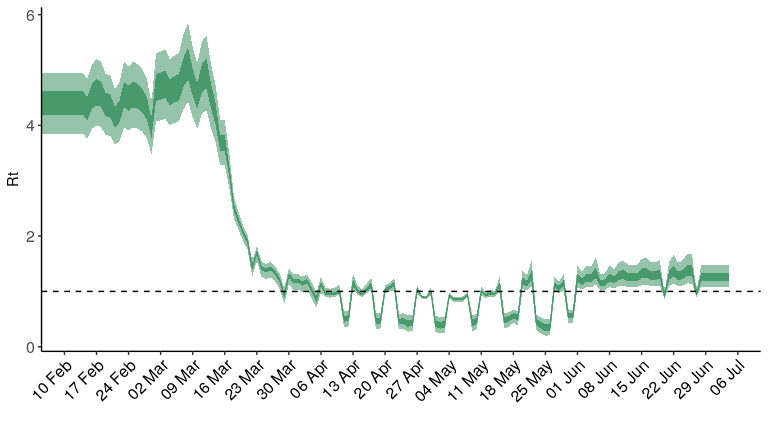 6
4
2
0
Rt
10 Feb
17 Feb
24 Feb
02 Mar
09 Mar
16 Mar
23 Mar
30 Mar
06 Apr
13 Apr
20 Apr
27 Apr
04 May
11 May
18 May
25 May
01 Jun
08 Jun
15 Jun
22 Jun
29 Jun
06 Jul